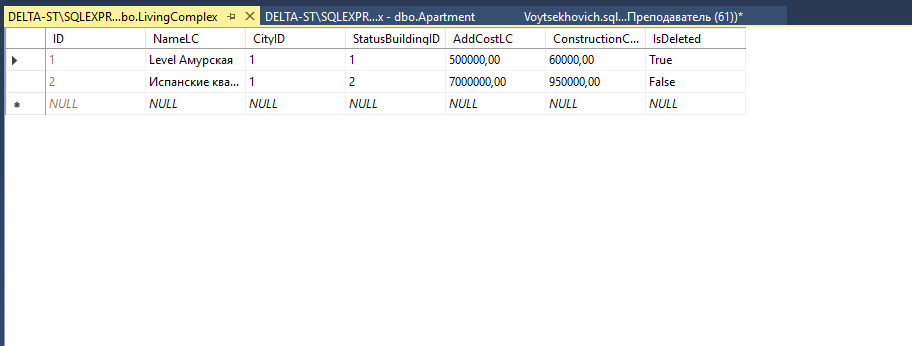 DELTA-ST\SQLEXPR...bo.LivingComplex DELTA-ST\SQLEXPR...x - dbo.Apartment Voytsekhovich.sql...Преподаватель (61))*
ID NameLC CityID StatusBuildingID AddCostLC ConstructionC... IsDeleted
1 Level Амурская 1 1 500000,00 60000,00 True
2 Испанские ква... 1 2 7000000,00 950000,00 False
NULL NULL NULL NULL NULL NULL NULL